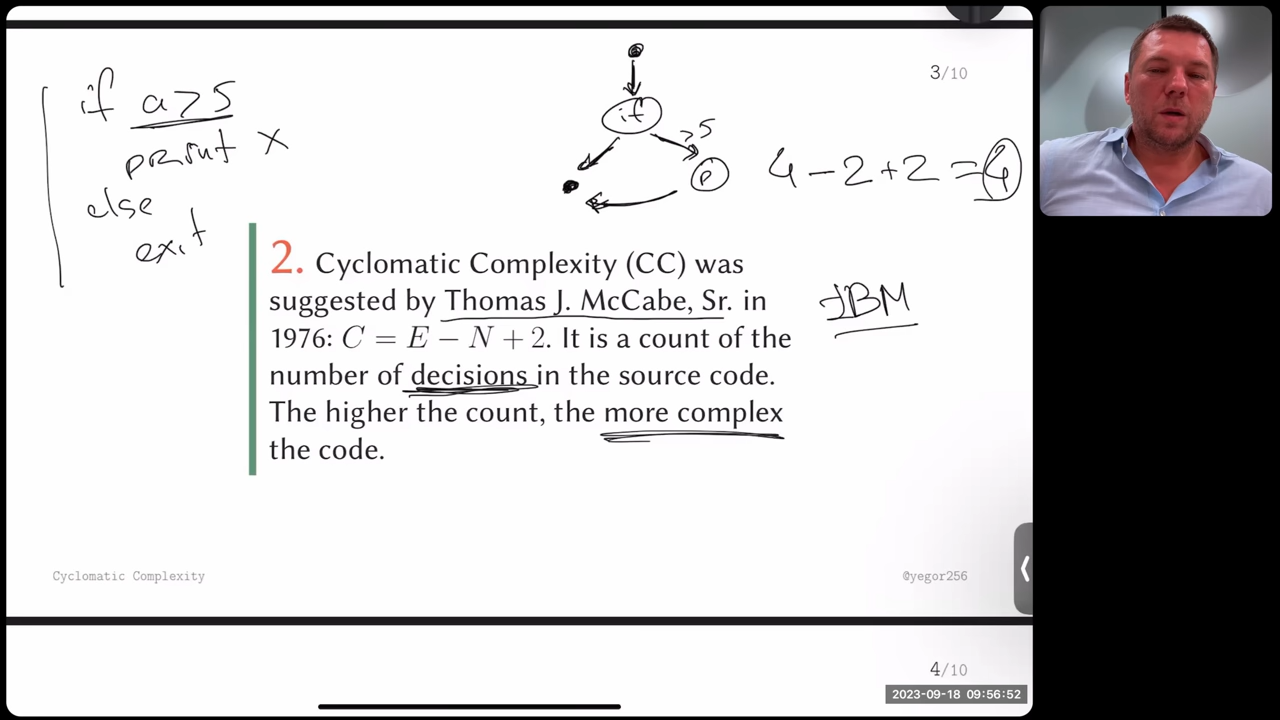 3/10
if a > 5
print X
else
exit
if
>5
P
4 - 2 + 2 = 4
2. Cyclomatic Complexity (CC) was
suggested by Thomas J. McCabe, Sr. in
1976: C = E − N + 2. It is a count of the
number of decisions in the source code.
The higher the count, the more complex
the code.
IBM
Cyclomatic Complexity
@yegor256
4/10
2023-09-18 09:56:52